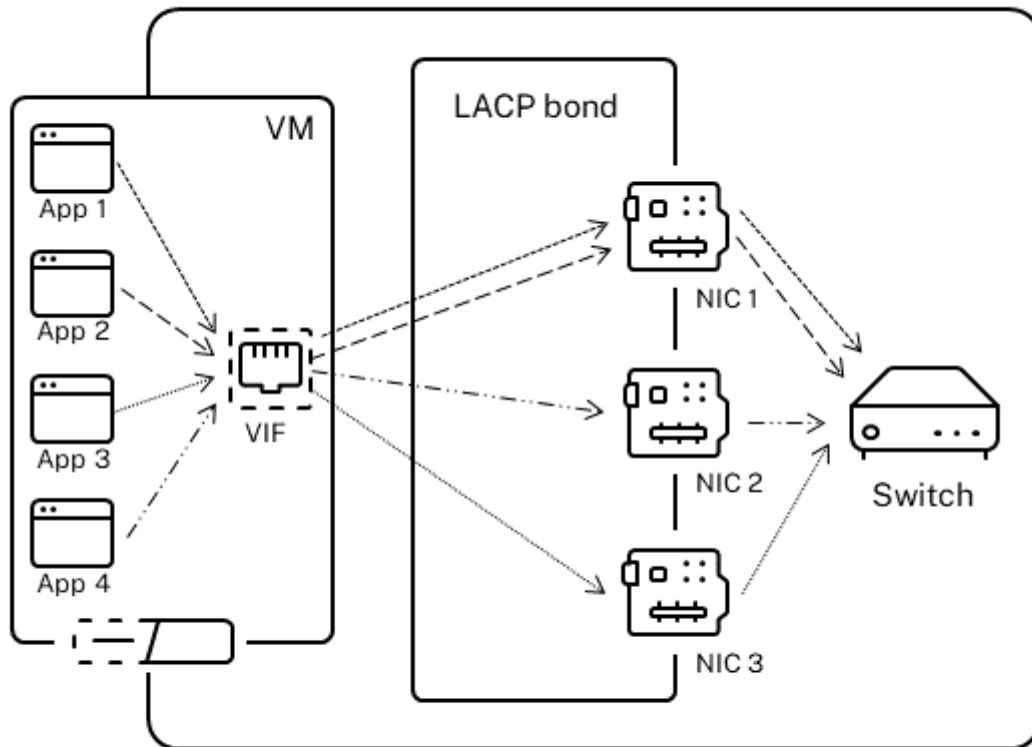 LACP bond
VM
App 1
App 2
App 3
App 4
VIF
NIC 1
NIC 2
NIC 3
Switch